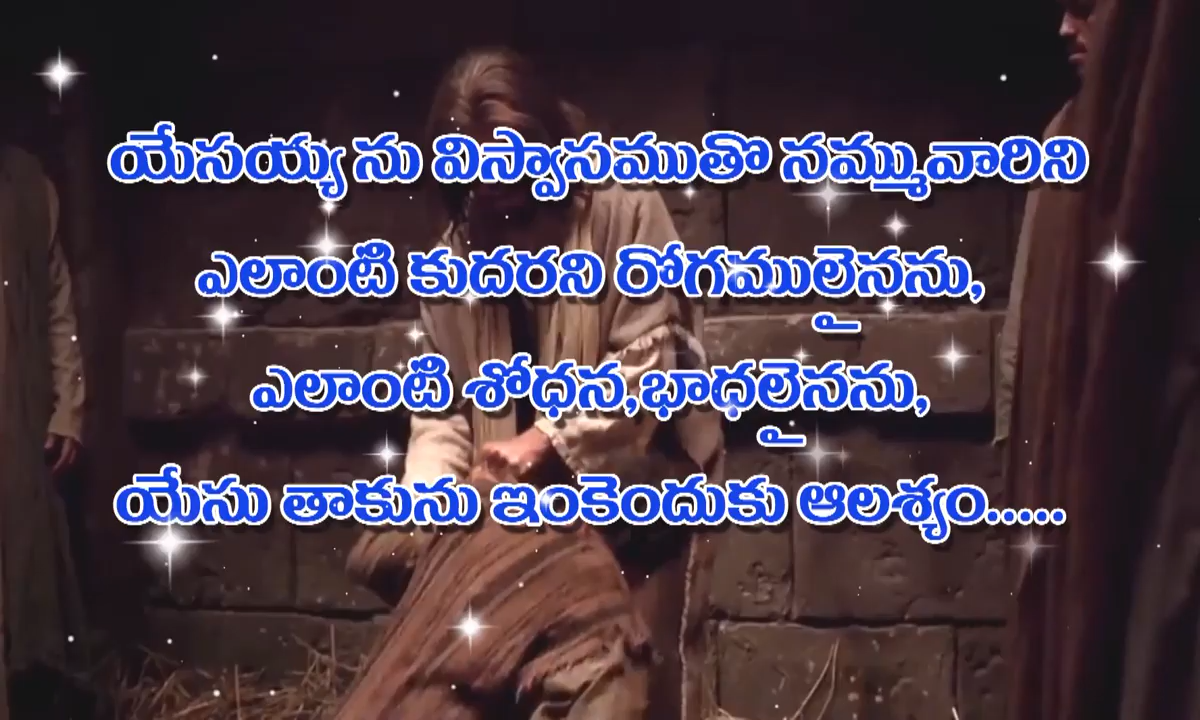 యేసయ్య ను విస్వాసముతొ నమ్మువారిని
ఎలాంటి కుదరని రోగములైనను,
ఎలాంటి శోధన,భాధలైనను,
యేసు తాకును ఇంకెందుకు ఆలశ్యం.....